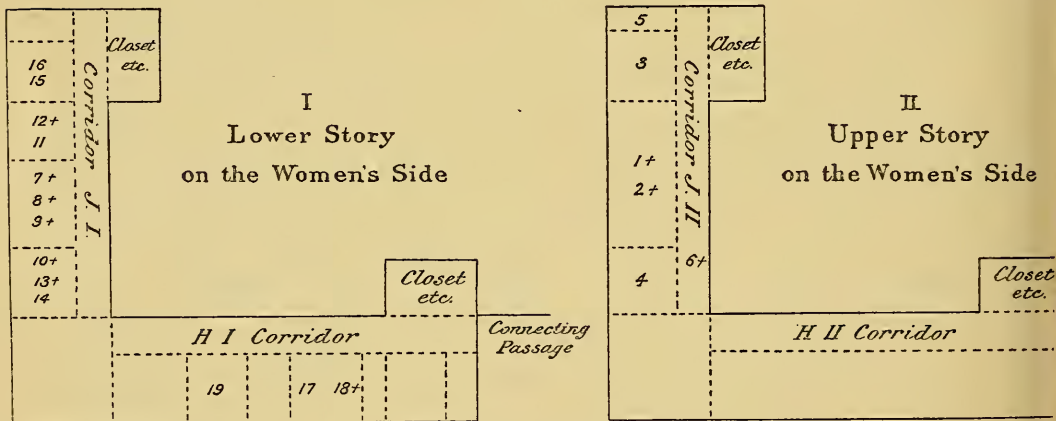 16
15
12+
11
7+
8+
9+
10+
13+
14
Corridor J. I.
Closet
etc.
I
Lower Story
on the Women's Side
Closet
etc.
H I Corridor
Connecting
Passage
19
17 18+
5
3
1+
2+
4
Corridor J. II
6+
Closet
etc.
II
Upper Story
on the Women's Side
Closet
etc.
H II Corridor